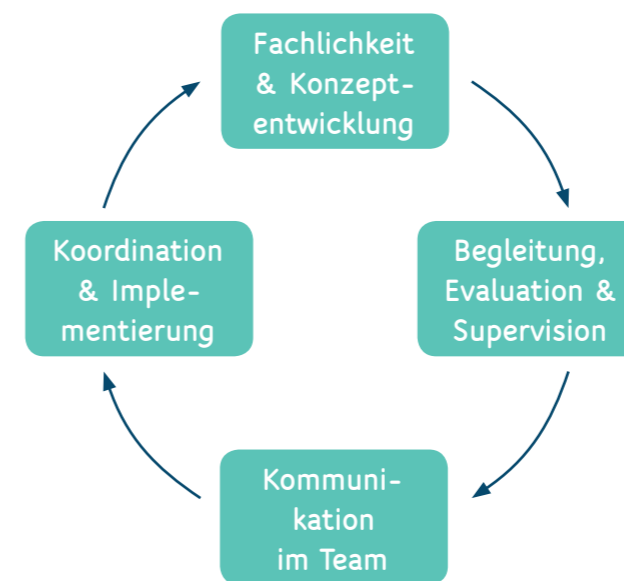 Fachlichkeit
& Konzept-
entwicklung
Koordination
& Imple-
mentierung
Begleitung,
Evaluation &
Supervision
Kommuni-
kation
im Team